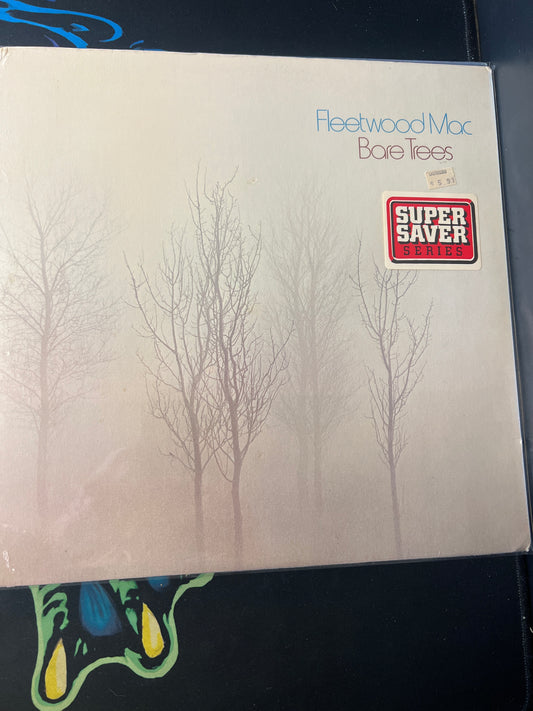 Fleetwood Mac
Bare Trees
SUPER
SAVER
SERIES